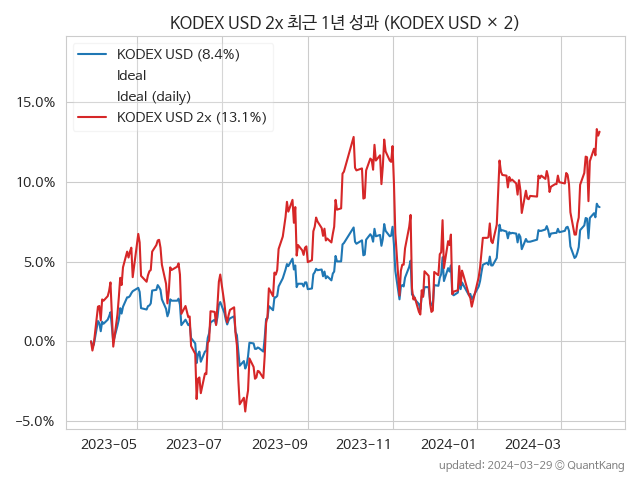 KODEX USD 2x 최근 1년 성과 (KODEX USD × 2)
KODEX USD (8.4%)
Ideal
Ideal (daily)
KODEX USD 2x (13.1%)
15.0%
10.0%
5.0%
0.0%
−5.0%
2023−05 2023−07 2023−09 2023−11 2024−01 2024−03
updated: 2024−03−29 © QuantKang